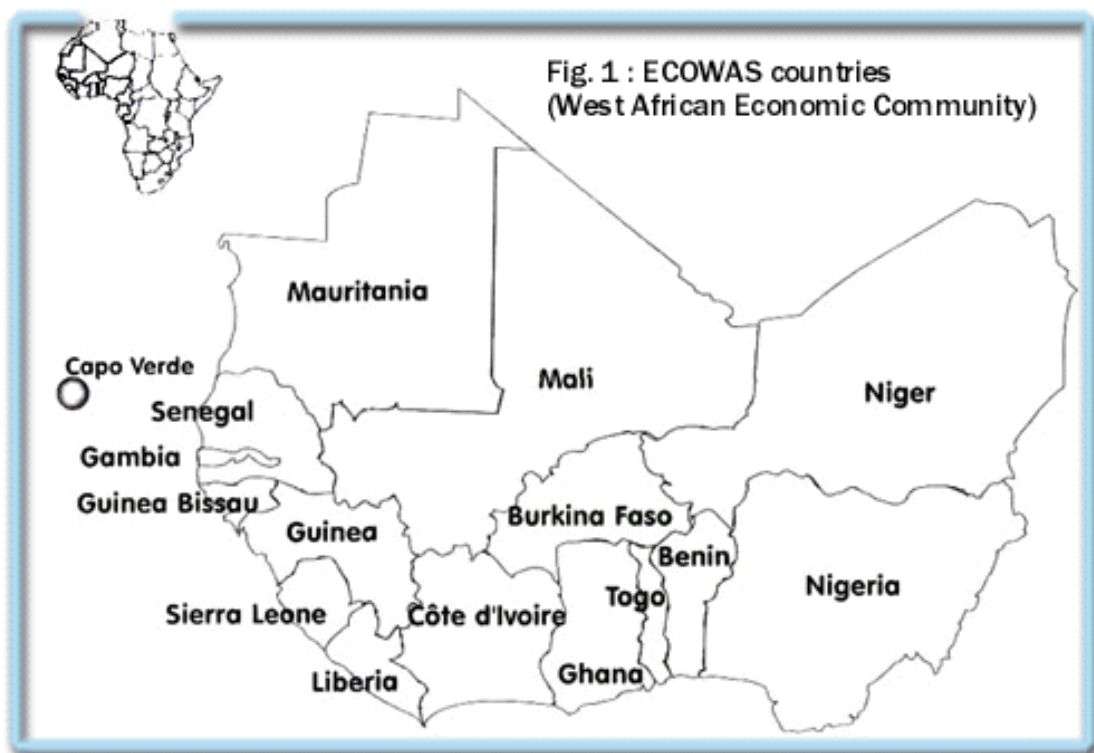 Fig. 1 : ECOWAS countries
(West African Economic Community)
Mauritania
Capo Verde
Mali
Niger
Senegal
Gambia
Guinea Bissau
Guinea
Burkina Faso
Benin
Nigeria
Togo
Sierra Leone
Côte d'Ivoire
Ghana
Liberia